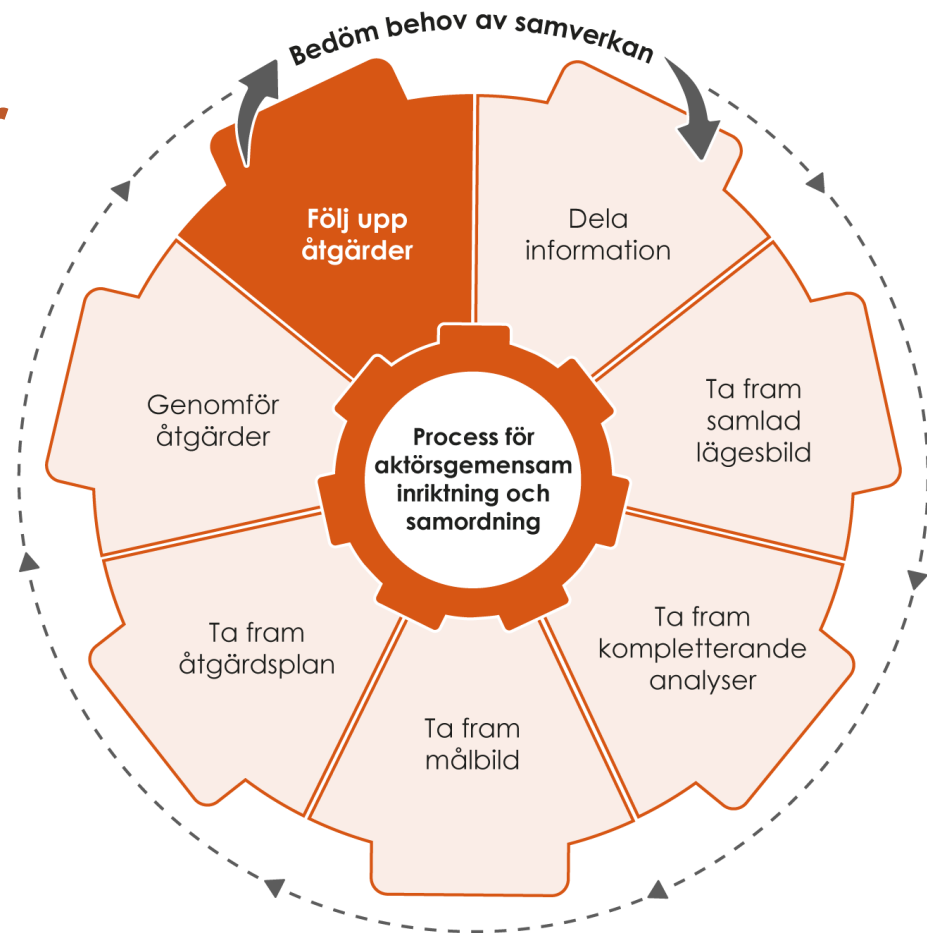 Bedöm behov av samverkan
Följ upp
åtgärder
Dela
information
Ta fram
samlad
lägesbild
Ta fram
kompletterande
analyser
Ta fram
målbild
Ta fram
åtgärdsplan
Genomför
åtgärder
Process för
aktörsgemensam
inriktning och
samordning